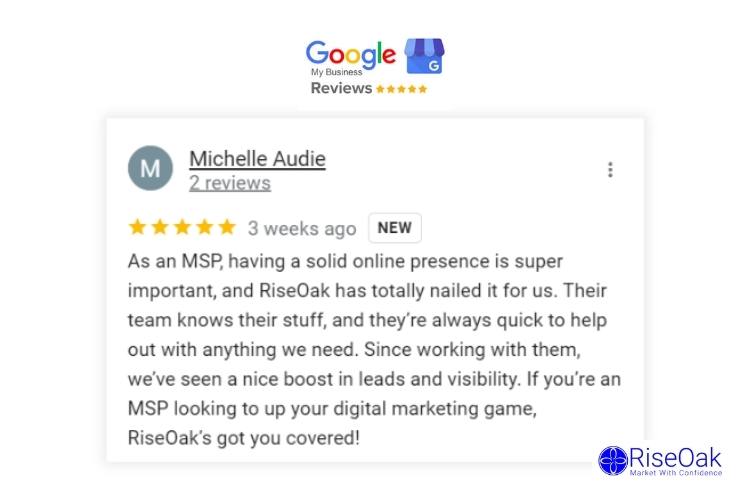 Google
My Business
G
Reviews
M
Michelle Audie
2 reviews
3 weeks ago NEW
As an MSP, having a solid online presence is super
important, and RiseOak has totally nailed it for us. Their
team knows their stuff, and they’re always quick to help
out with anything we need. Since working with them,
we’ve seen a nice boost in leads and visibility. If you’re an
MSP looking to up your digital marketing game,
RiseOak’s got you covered!
RiseOak
Market With Confidence